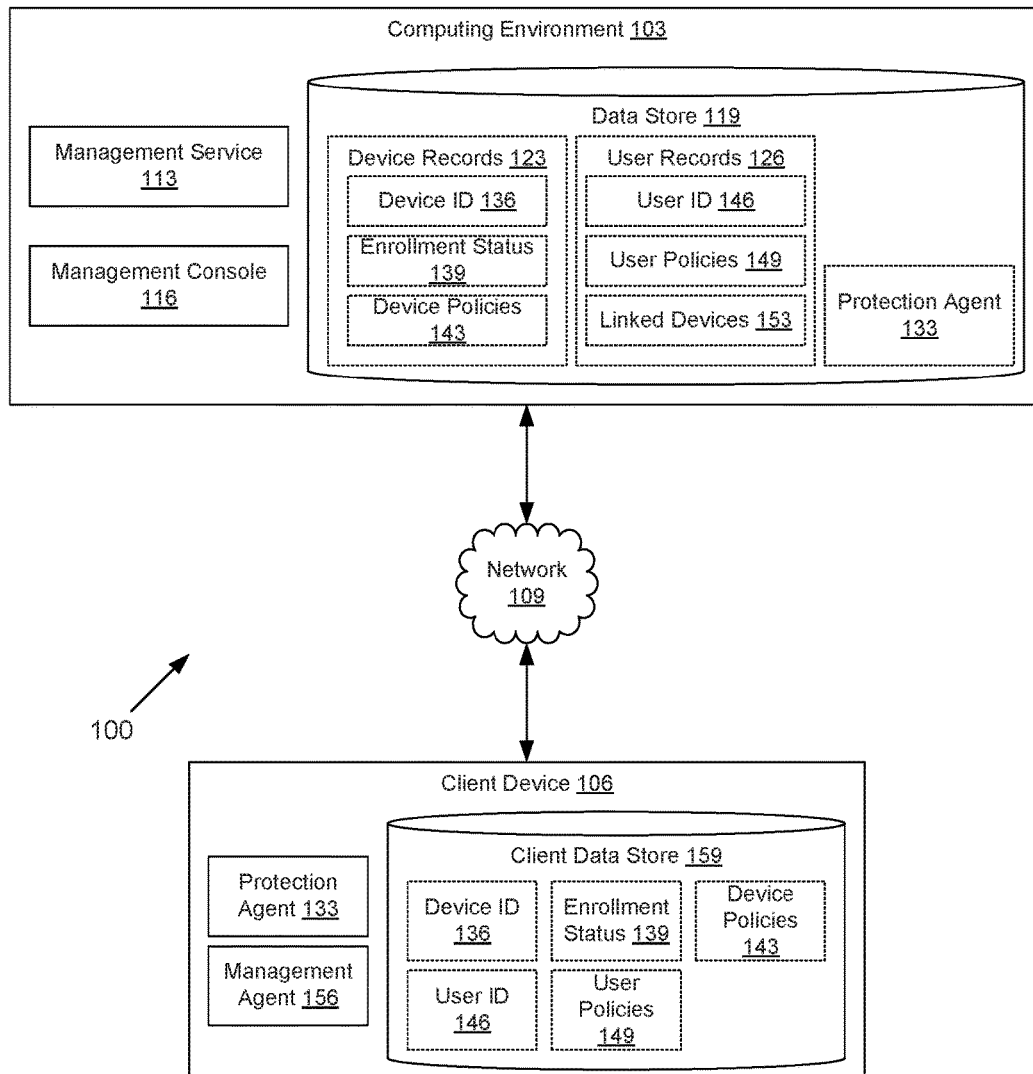 Computing Environment 103
Data Store 119
Management Service
113
Management Console
116
Device Records 123
Device ID 136
Enrollment Status
139
Device Policies
143
User Records 126
User ID 146
User Policies 149
Linked Devices 153
Protection Agent
133
Network
109
100
Client Device 106
Client Data Store 159
Protection
Agent 133
Management
Agent 156
Device ID
136
Enrollment
Status 139
Device
Policies
143
User ID
146
User
Policies
149